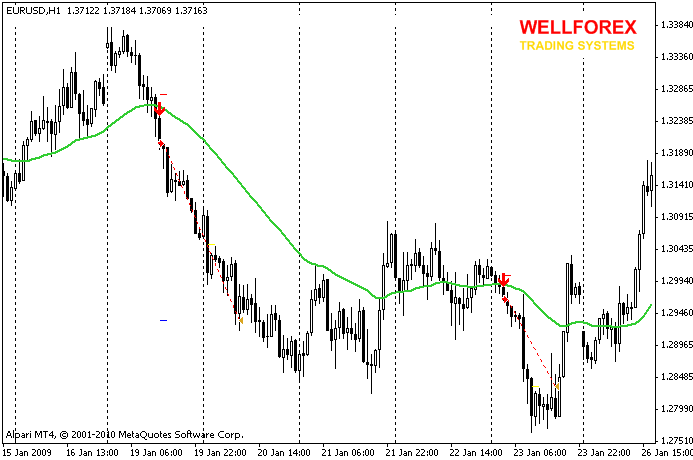 EURUSD,H1 1.37122 1.37184 1.37069 1.37163
WELLFOREX
TRADING SYSTEMS
1.33840
1.33360
1.32865
1.32385
1.31890
1.31410
1.30915
1.30435
1.29940
1.29460
1.28965
1.28485
1.27990
1.27510
Alpari MT4, © 2001-2010 MetaQuotes Software Corp.
15 Jan 2009 16 Jan 13:00 19 Jan 06:00 19 Jan 22:00 20 Jan 14:00 21 Jan 06:00 21 Jan 22:00 22 Jan 14:00 23 Jan 06:00 23 Jan 22:00 26 Jan 15:00